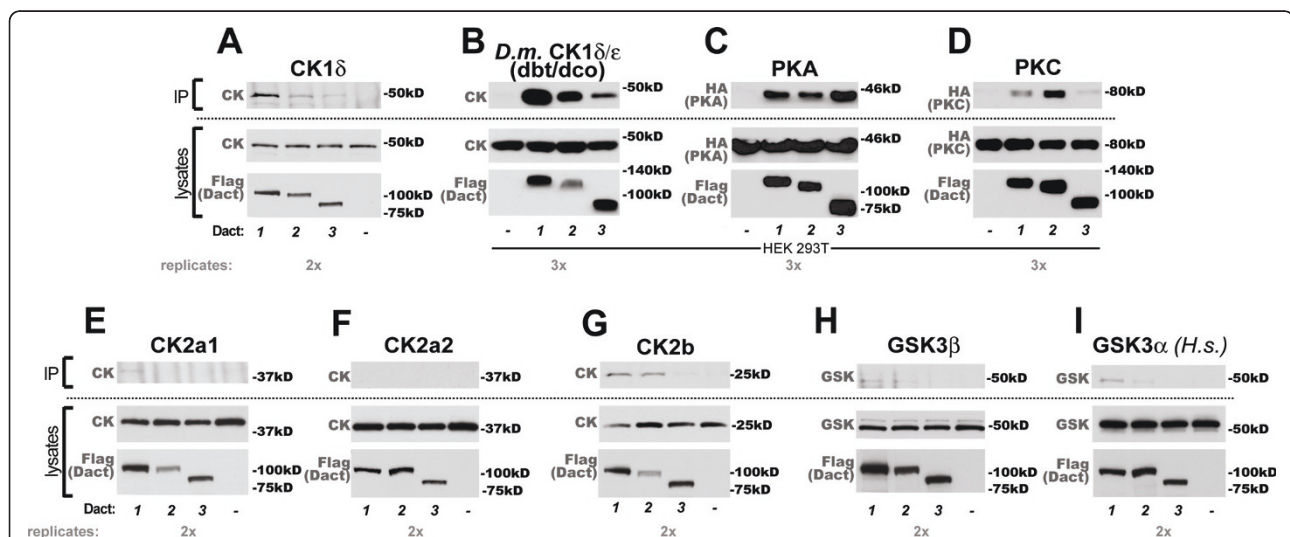 A B C D
CK1δ D.m. CK1δ/ε (dbt/dco) PKA PKC
IP CK -50kD CK -50kD HA (PKA) -46kD HA (PKC) -80kD
lysates CK -50kD CK -50kD HA (PKA) -46kD HA (PKC) -80kD
Flag (Dact) -100kD -75kD Flag (Dact) -140kD -100kD Flag (Dact) -100kD -75kD Flag (Dact) -140kD -100kD
Dact: 1 2 3 - - 1 2 3 - 1 2 3 - 1 2 3
HEK 293T
replicates: 2x 3x 3x 3x
E F G H I
CK2a1 CK2a2 CK2b GSK3β GSK3α (H.s.)
IP CK -37kD CK -37kD CK -25kD GSK -50kD GSK -50kD
lysates CK -37kD CK -37kD CK -25kD GSK -50kD GSK -50kD
Flag (Dact) -100kD -75kD Flag (Dact) -100kD -75kD Flag (Dact) -100kD -75kD Flag (Dact) -100kD -75kD Flag (Dact) -100kD -75kD
Dact: 1 2 3 - 1 2 3 - 1 2 3 - 1 2 3 - 1 2 3 -
replicates: 2x 2x 2x 2x 2x